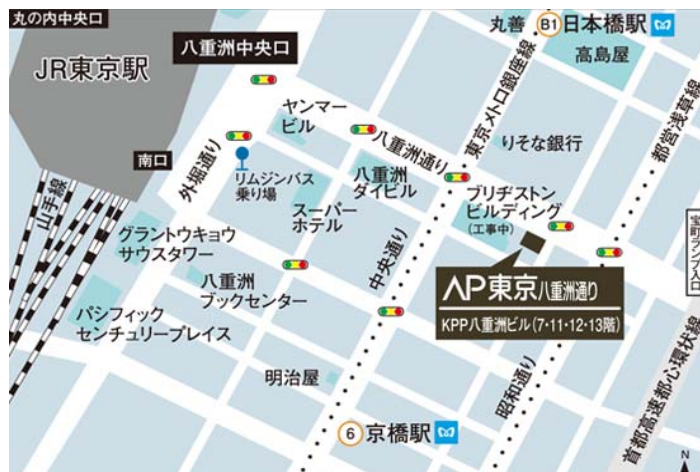 丸の内中央口
JR東京駅
八重洲中央口
丸善
B1
日本橋駅
高島屋
ヤンマー
ビル
八重洲通り
東京メトロ銀座線
りそな銀行
都営浅草線
南口
外堀通り
リムジンバス
乗り場
八重洲
ダイビル
ブリヂストン
ビルディング
(工事中)
山手線
グラントウキョウ
サウスタワー
スーパー
ホテル
中央通り
宝町ランプ入口
八重洲
ブックセンター
AP東京八重洲通り
KPP八重洲ビル(7・11・12・13階)
パシフィック
センチュリープレイス
明治屋
昭和通り
首都高速都心環状線
6
京橋駅
N